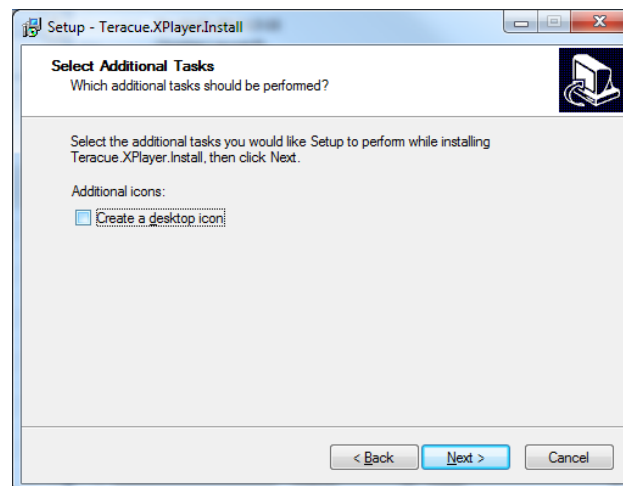 Setup - Teracue.XPlayer.Install
Select Additional Tasks
Which additional tasks should be performed?
Select the additional tasks you would like Setup to perform while installing
Teracue.XPlayer.Install, then click Next.
Additional icons:
Create a desktop icon
< Back
Next >
Cancel